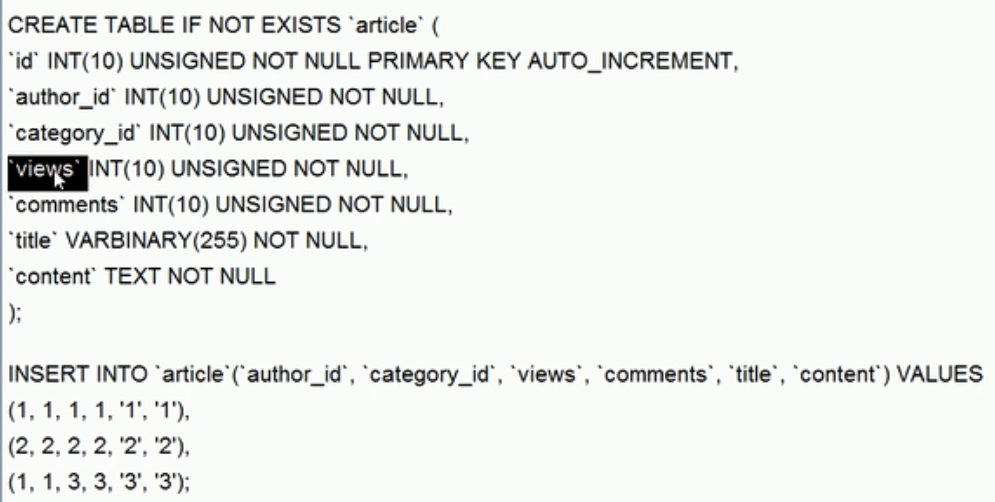 CREATE TABLE IF NOT EXISTS `article` (
`id` INT(10) UNSIGNED NOT NULL PRIMARY KEY AUTO_INCREMENT,
`author_id` INT(10) UNSIGNED NOT NULL,
`category_id` INT(10) UNSIGNED NOT NULL,
`views` INT(10) UNSIGNED NOT NULL,
`comments` INT(10) UNSIGNED NOT NULL,
`title` VARBINARY(255) NOT NULL,
`content` TEXT NOT NULL
);
INSERT INTO `article`(`author_id`, `category_id`, `views`, `comments`, `title`, `content`) VALUES
(1, 1, 1, 1, '1', '1'),
(2, 2, 2, 2, '2', '2'),
(1, 1, 3, 3, '3', '3');